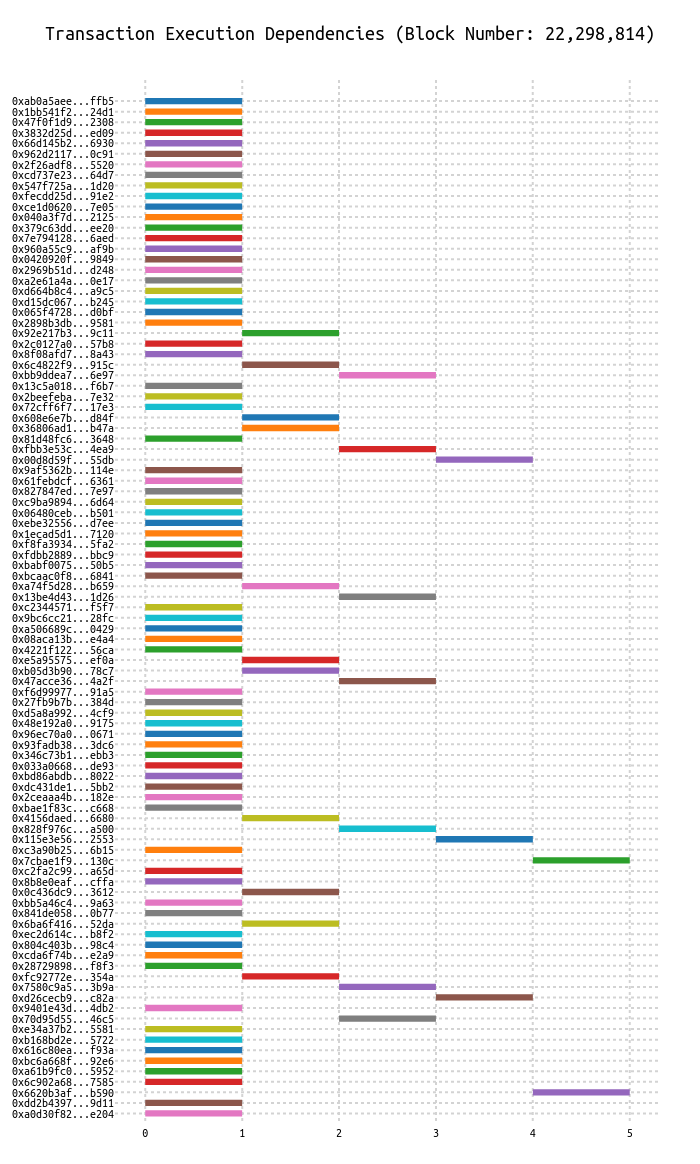 Transaction Execution Dependencies (Block Number: 22,298,814)
0xab0a5aee...ffb5
0x1bb541f2...24d1
0x47f0f1d9...2308
0x3832d25d...ed09
0x66d145b2...6930
0x962d2117...0c91
0x2f26adf8...5520
0xcd737e23...64d7
0x547f725a...1d20
0xfecdd25d...91e2
0xce1d0620...7e05
0x040a3f7d...2125
0x379c63dd...ee20
0x7e794128...6aed
0x960a55c9...af9b
0x0420920f...9849
0x2969b51d...d248
0xa2e61a4a...0e17
0xd664b8c4...a9c5
0xd15dc067...b245
0x065f4728...d0bf
0x2898b3db...9581
0x92e217b3...9c11
0x2c0127a0...57b8
0x8f08afd7...8a43
0x6c4822f9...915c
0xbb9ddea7...6e97
0x13c5a018...f6b7
0x2beefeba...7e32
0x72cff6f7...17e3
0x608e6e7b...d84f
0x36806ad1...b47a
0x81d48fc6...3648
0xfbb3e53c...4ea9
0x00d8d59f...55db
0x9af5362b...114e
0x61febdcf...6361
0x827847ed...7e97
0xc9ba9894...6d64
0x06480ceb...b501
0xebe32556...d7ee
0x1ecad5d1...7120
0xf8fa3934...5fa2
0xfdbb2889...bbc9
0xbabf0075...50b5
0xbcaac0f8...6841
0xa74f5d28...b659
0x13be4d43...1d26
0xc2344571...f5f7
0x9bc6cc21...28fc
0xa506689c...0429
0x08aca13b...e4a4
0x4221f122...56ca
0xe5a95575...ef0a
0xb05d3b90...78c7
0x47acce36...4a2f
0xf6d99977...91a5
0x27fb9b7b...384d
0xd5a8a992...4cf9
0x48e192a0...9175
0x96ec70a0...0671
0x93fadb38...3dc6
0x346c73b1...ebb3
0x033a0668...de93
0xbd86abdb...8022
0xdc431de1...5bb2
0x2ceaaa4b...182e
0xbae1f83c...c668
0x4156daed...6680
0x828f976c...a500
0x115e3e56...2553
0xc3a90b25...6b15
0x7cbae1f9...130c
0xc2fa2c99...a65d
0x8b8e0eaf...cffa
0x0c436dc9...3612
0xbb5a46c4...9a63
0x841de058...0b77
0x6ba6f416...52da
0xec2d614c...b8f2
0x804c403b...98c4
0xcda6f74b...e2a9
0x28729898...f8f3
0xfc92772e...354a
0x7580c9a5...3b9a
0xd26cecb9...c82a
0x9401e43d...4db2
0x70d95d55...46c5
0xe34a37b2...5581
0xb168bd2e...5722
0x616c80ea...f93a
0xbc6a668f...92e6
0xa61b9fc0...5952
0x6c902a68...7585
0x6620b3af...b590
0xdd2b4397...9d11
0xa0d30f82...e204
0 1 2 3 4 5